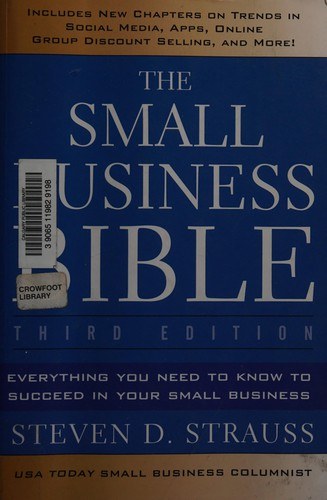 INCLUDES NEW CHAPTERS ON TRENDS IN
SOCIAL MEDIA, APPS, ONLINE
GROUP DISCOUNT SELLING, AND MORE!
THE
SMALL
BUSINESS
BIBLE
3 9065 11982 9198
CROWFOOT
LIBRARY
THIRD EDITION
EVERYTHING YOU NEED TO KNOW TO
SUCCEED IN YOUR SMALL BUSINESS
STEVEN D. STRAUSS
USA TODAY SMALL BUSINESS COLUMNIST